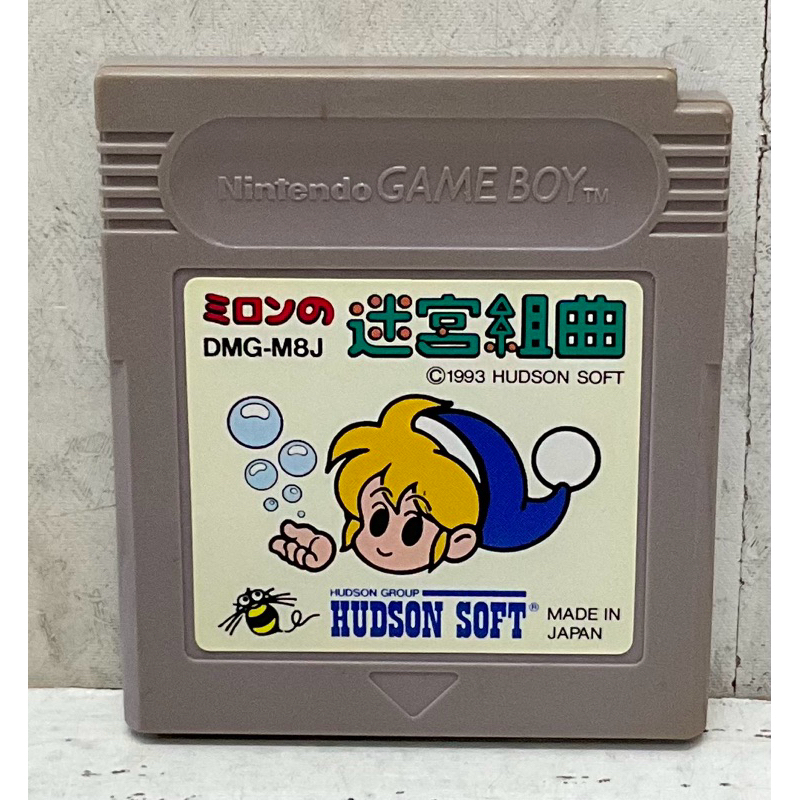 Nintendo GAME BOY™
ミロンの 迷宮組曲
DMG-M8J
©1993 HUDSON SOFT
HUDSON GROUP
HUDSON SOFT®
MADE IN
JAPAN